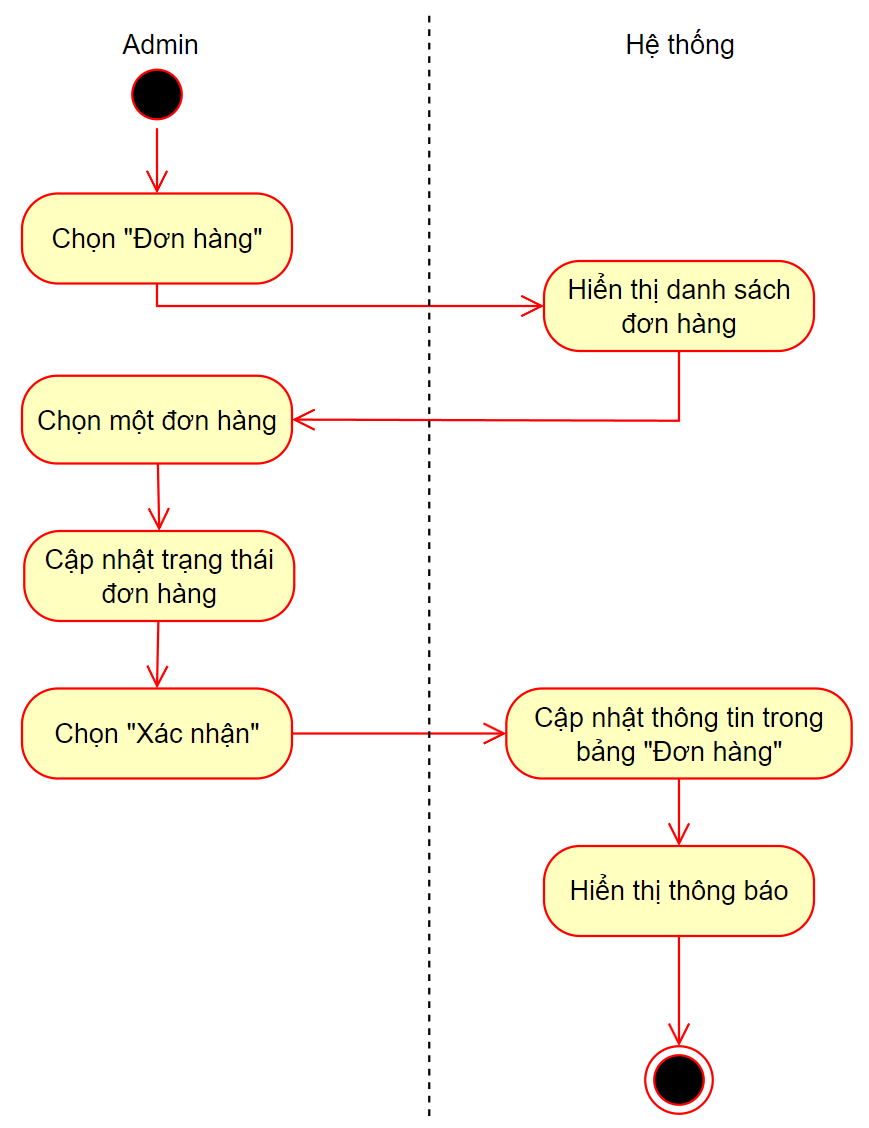 Admin
Hệ thống
Chọn "Đơn hàng"
Hiển thị danh sách
đơn hàng
Chọn một đơn hàng
Cập nhật trạng thái
đơn hàng
Chọn "Xác nhận"
Cập nhật thông tin trong
bảng "Đơn hàng"
Hiển thị thông báo